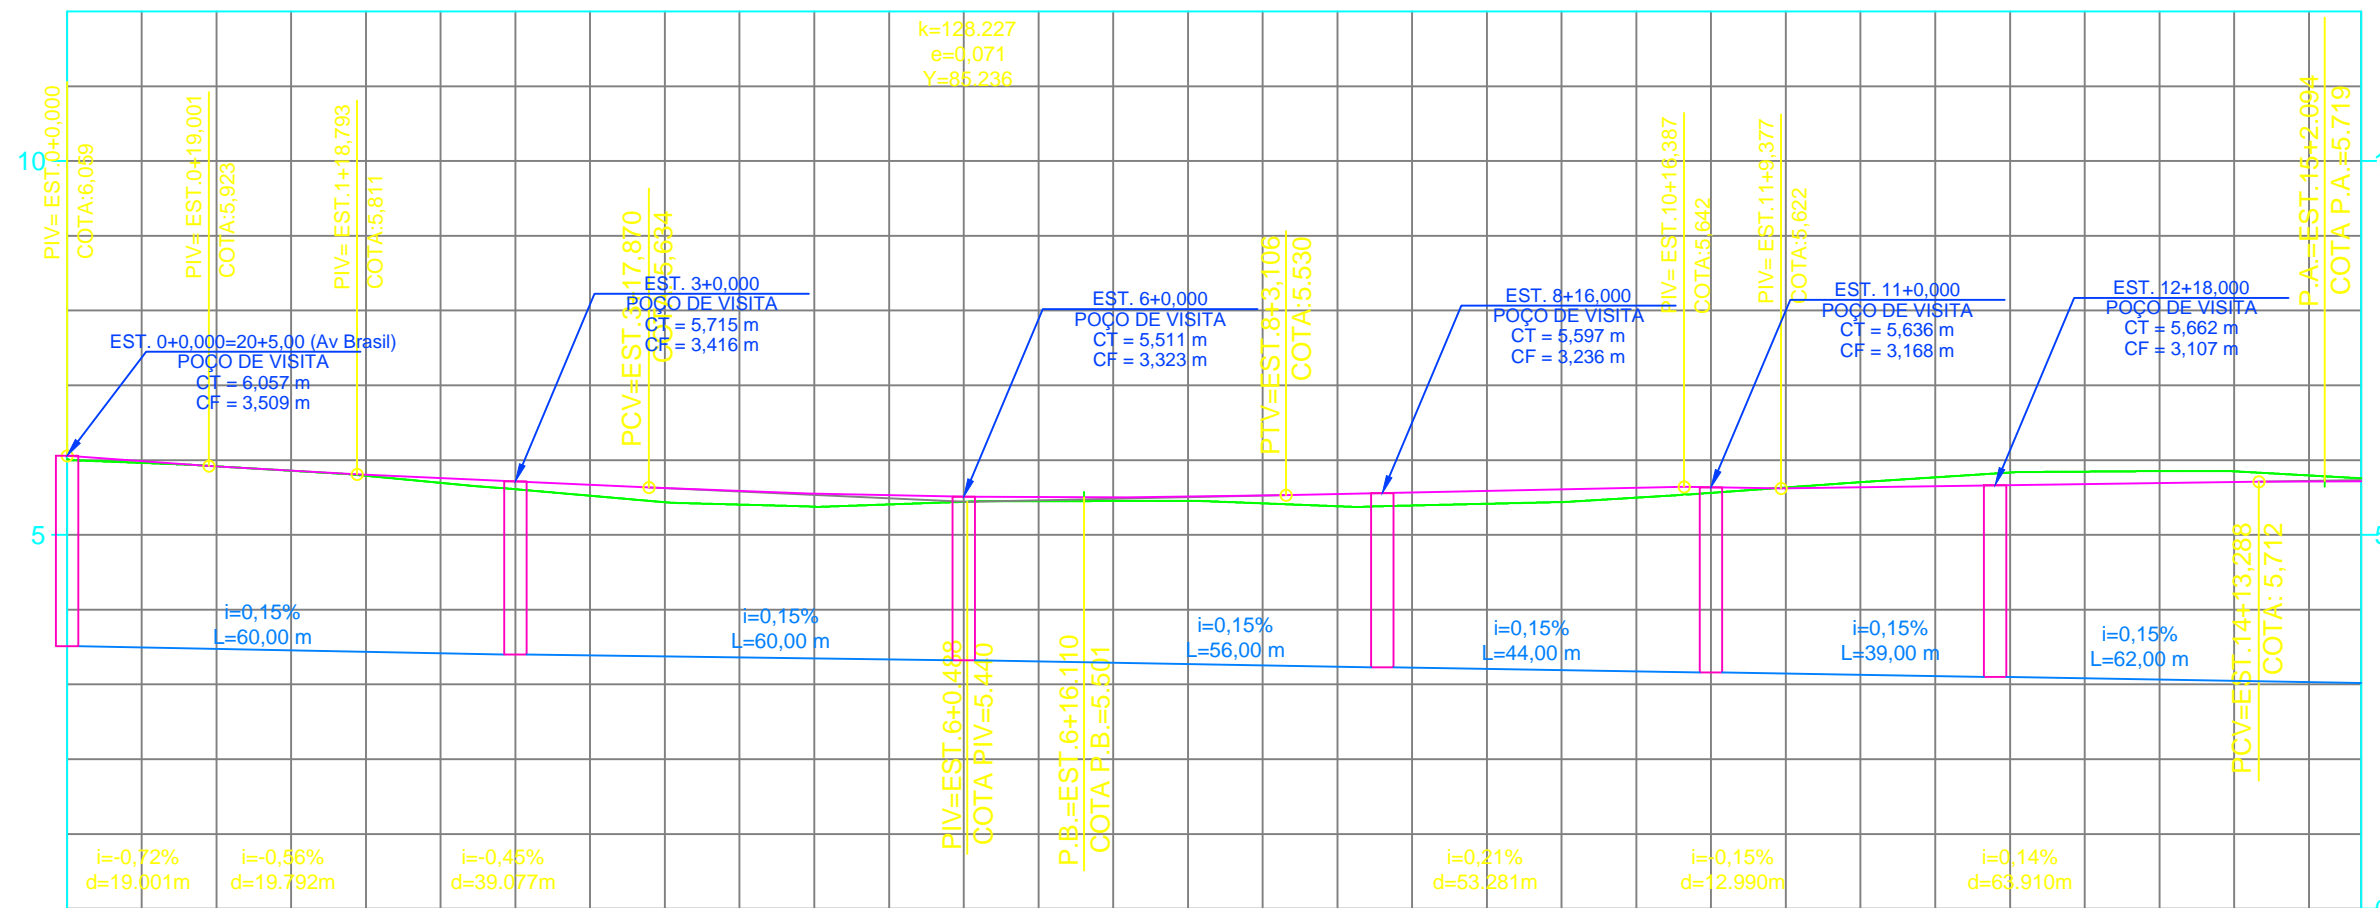 k=128.227
e=0,071
Y=85.236
PIV= EST.0+0,000
COTA:6,059
PIV= EST.0+19,001
COTA:5,923
PIV= EST.1+18.793
COTA:5,811
PCV=EST.3+17,870
PTV=EST.8+3,106
COTA:5.530
PIV= EST.10+16,387
COTA:5,642
PIV= EST.11+9,377
COTA:5,622
P.A.=EST.15+2.094
COTA P.A.=5.719
10
5
EST. 0+0,000=20+5,00 (Av Brasil)
POÇO DE VISITA
CT = 6,057 m
CF = 3,509 m
EST. 3+0,000
POÇO DE VISITA
CT = 5,715 m
CF = 3,416 m
EST. 6+0,000
POÇO DE VISITA
CT = 5,511 m
CF = 3,323 m
EST. 8+16,000
POÇO DE VISITA
CT = 5,597 m
CF = 3,236 m
EST. 11+0,000
POÇO DE VISITA
CT = 5,636 m
CF = 3,168 m
EST. 12+18,000
POÇO DE VISITA
CT = 5,662 m
CF = 3,107 m
i=0,15%
L=60,00 m
i=0,15%
L=60,00 m
i=0,15%
L=56,00 m
i=0,15%
L=44,00 m
i=0,15%
L=39,00 m
i=0,15%
L=62,00 m
PIV=EST.6+0.488
COTA PIV=5.440
P.B.=EST.6+16.110
COTA P.B.=5.501
PCV=EST.14+13,288
COTA: 5,712
i=-0,72%
d=19.001m
i=-0,56%
d=19.792m
i=-0,45%
d=39.077m
i=0,21%
d=53.281m
i=-0,15%
d=12.990m
i=0,14%
d=63.910m